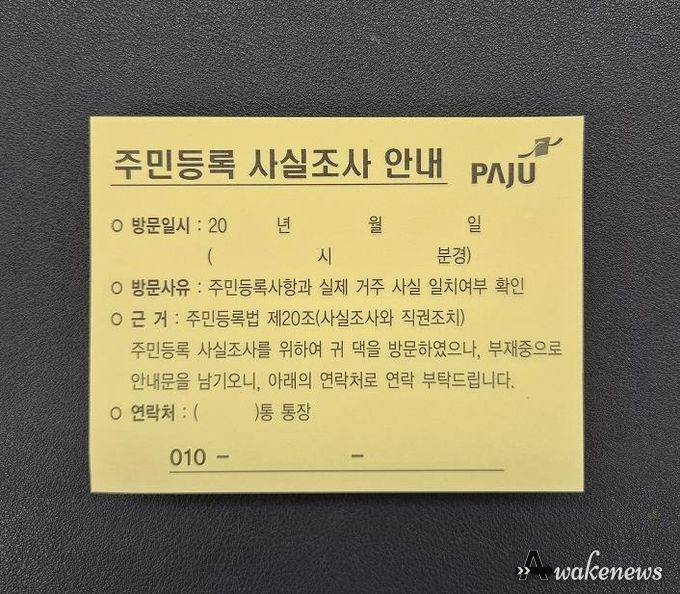 주민등록 사실조사 안내 PAJU
방문일시 : 20 년 월 일
( 시 분경)
방문사유 : 주민등록사항과 실제 거주 사실 일치여부 확인
근 거 : 주민등록법 제20조(사실조사와 직권조치)
주민등록 사실조사를 위하여 귀 댁을 방문하였으나, 부재중으로
안내문을 남기오니, 아래의 연락처로 연락 부탁드립니다.
연락처 : ( )통 통장
010 - -
Awakenews